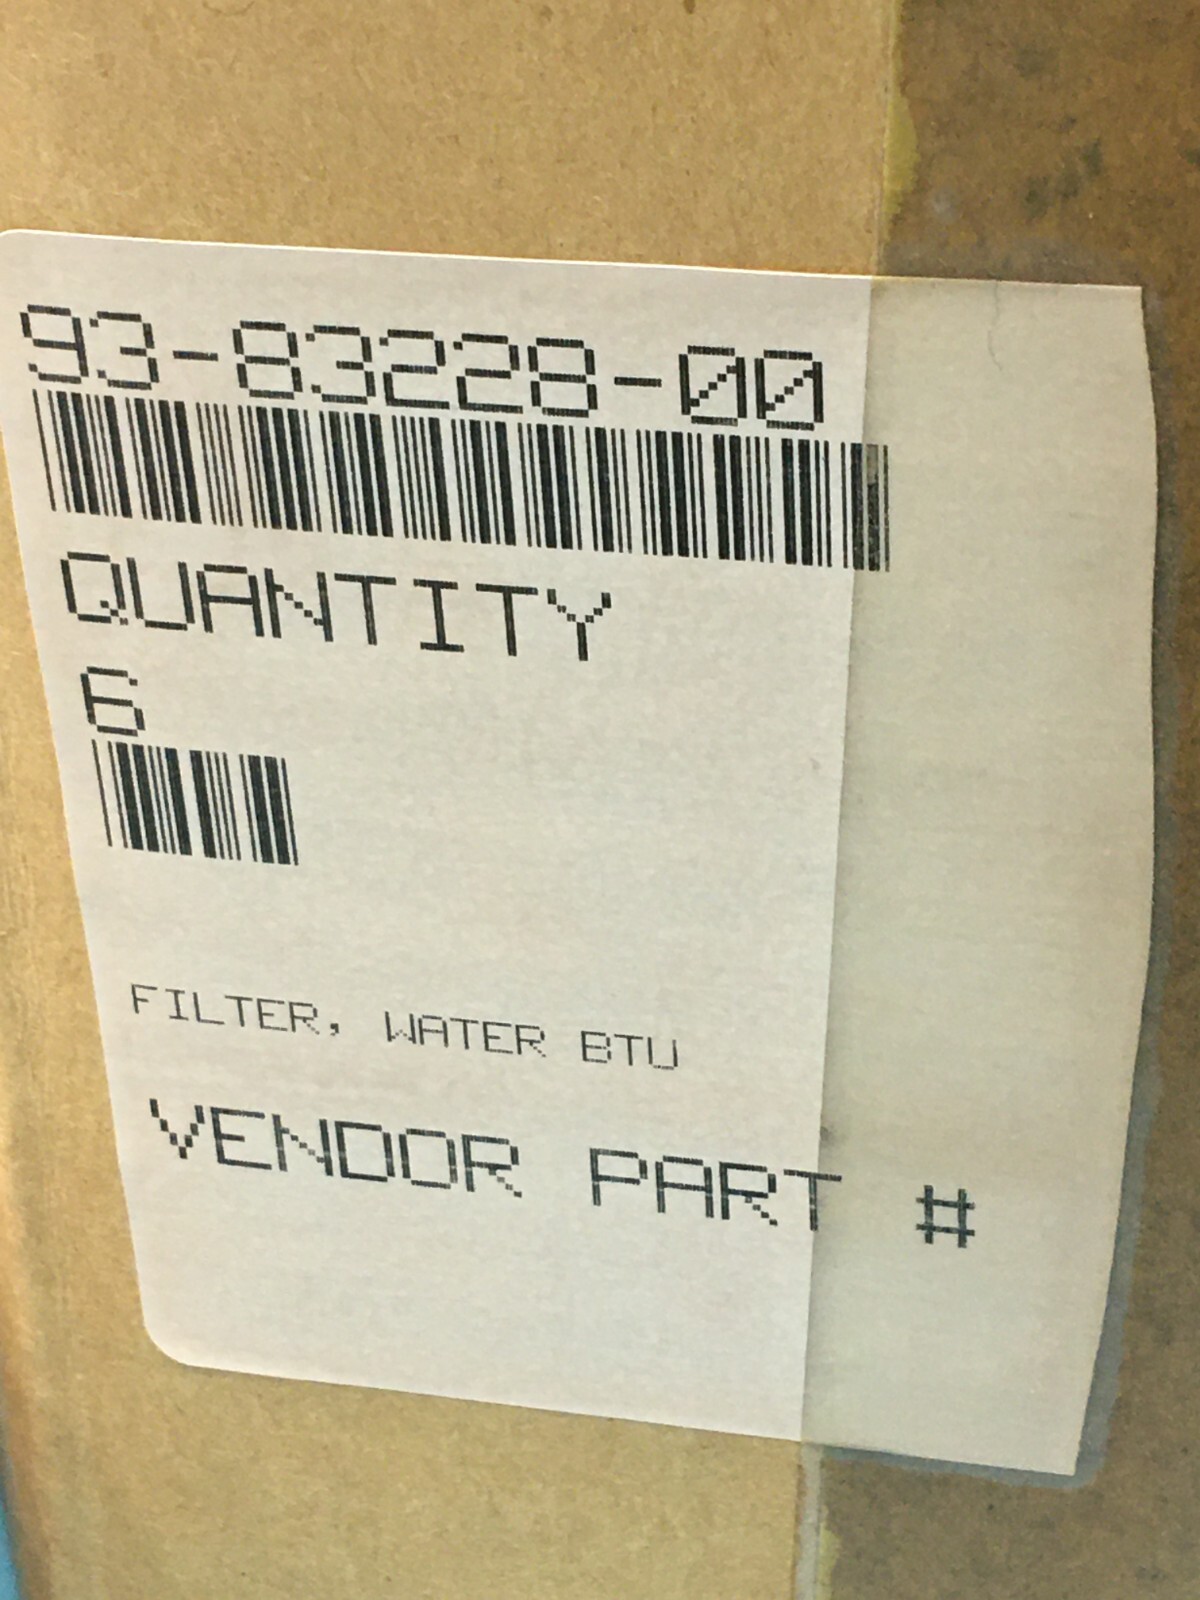 93-83228-00
QUANTITY
6
FILTER, WATER BTU
VENDOR PART #